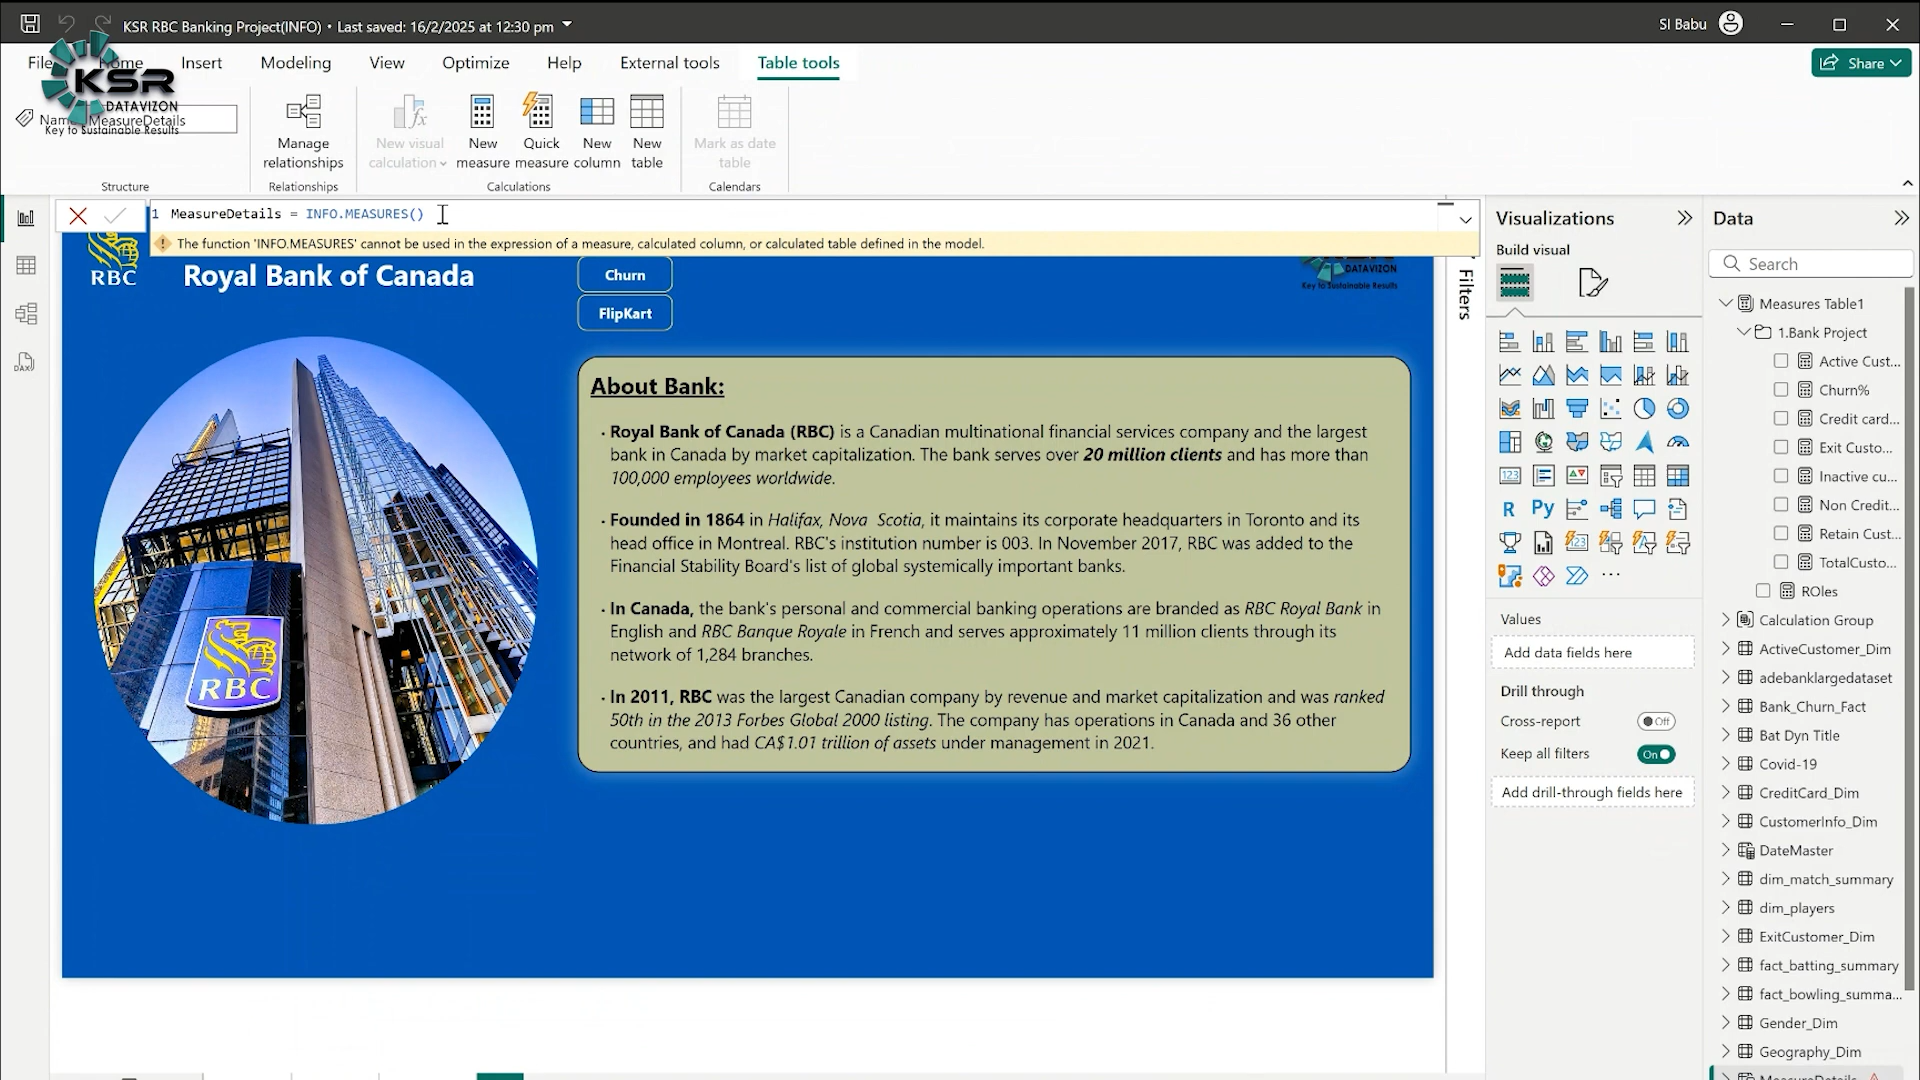 KSR RBC Banking Project(INFO) • Last saved: 16/2/2025 at 12:30 pm
SI Babu
File Home Insert Modeling View Optimize Help External tools Table tools
Share
KSR
DATAVIZON
Key to Sustainable Results
Name MeasureDetails
Manage relationships
New visual calculation
New measure
Quick measure
New column
New table
Mark as date table
Structure
Relationships
Calculations
Calendars
1 MeasureDetails = INFO.MEASURES()
The function 'INFO.MEASURES' cannot be used in the expression of a measure, calculated column, or calculated table defined in the model.
RBC
Royal Bank of Canada
Churn
FlipKart
DATAVIZON
Key to Sustainable Results
About Bank:
• Royal Bank of Canada (RBC) is a Canadian multinational financial services company and the largest
bank in Canada by market capitalization. The bank serves over 20 million clients and has more than
100,000 employees worldwide.
• Founded in 1864 in Halifax, Nova Scotia, it maintains its corporate headquarters in Toronto and its
head office in Montreal. RBC's institution number is 003. In November 2017, RBC was added to the
Financial Stability Board's list of global systemically important banks.
• In Canada, the bank's personal and commercial banking operations are branded as RBC Royal Bank in
English and RBC Banque Royale in French and serves approximately 11 million clients through its
network of 1,284 branches.
• In 2011, RBC was the largest Canadian company by revenue and market capitalization and was ranked
50th in the 2013 Forbes Global 2000 listing. The company has operations in Canada and 36 other
countries, and had CA$1.01 trillion of assets under management in 2021.
RBC
Filters
Visualizations
Build visual
123
R Py
123
Values
Add data fields here
Drill through
Cross-report Off
Keep all filters On
Add drill-through fields here
Data
Search
Measures Table1
1.Bank Project
Active Cust...
Churn%
Credit card...
Exit Custo...
Inactive cu...
Non Credit...
Retain Cust...
TotalCusto...
ROles
Calculation Group
ActiveCustomer_Dim
adebanklargedataset
Bank_Churn_Fact
Bat Dyn Title
Covid-19
CreditCard_Dim
CustomerInfo_Dim
DateMaster
dim_match_summary
dim_players
ExitCustomer_Dim
fact_batting_summary
fact_bowling_summa...
Gender_Dim
Geography_Dim
MeasureDetails